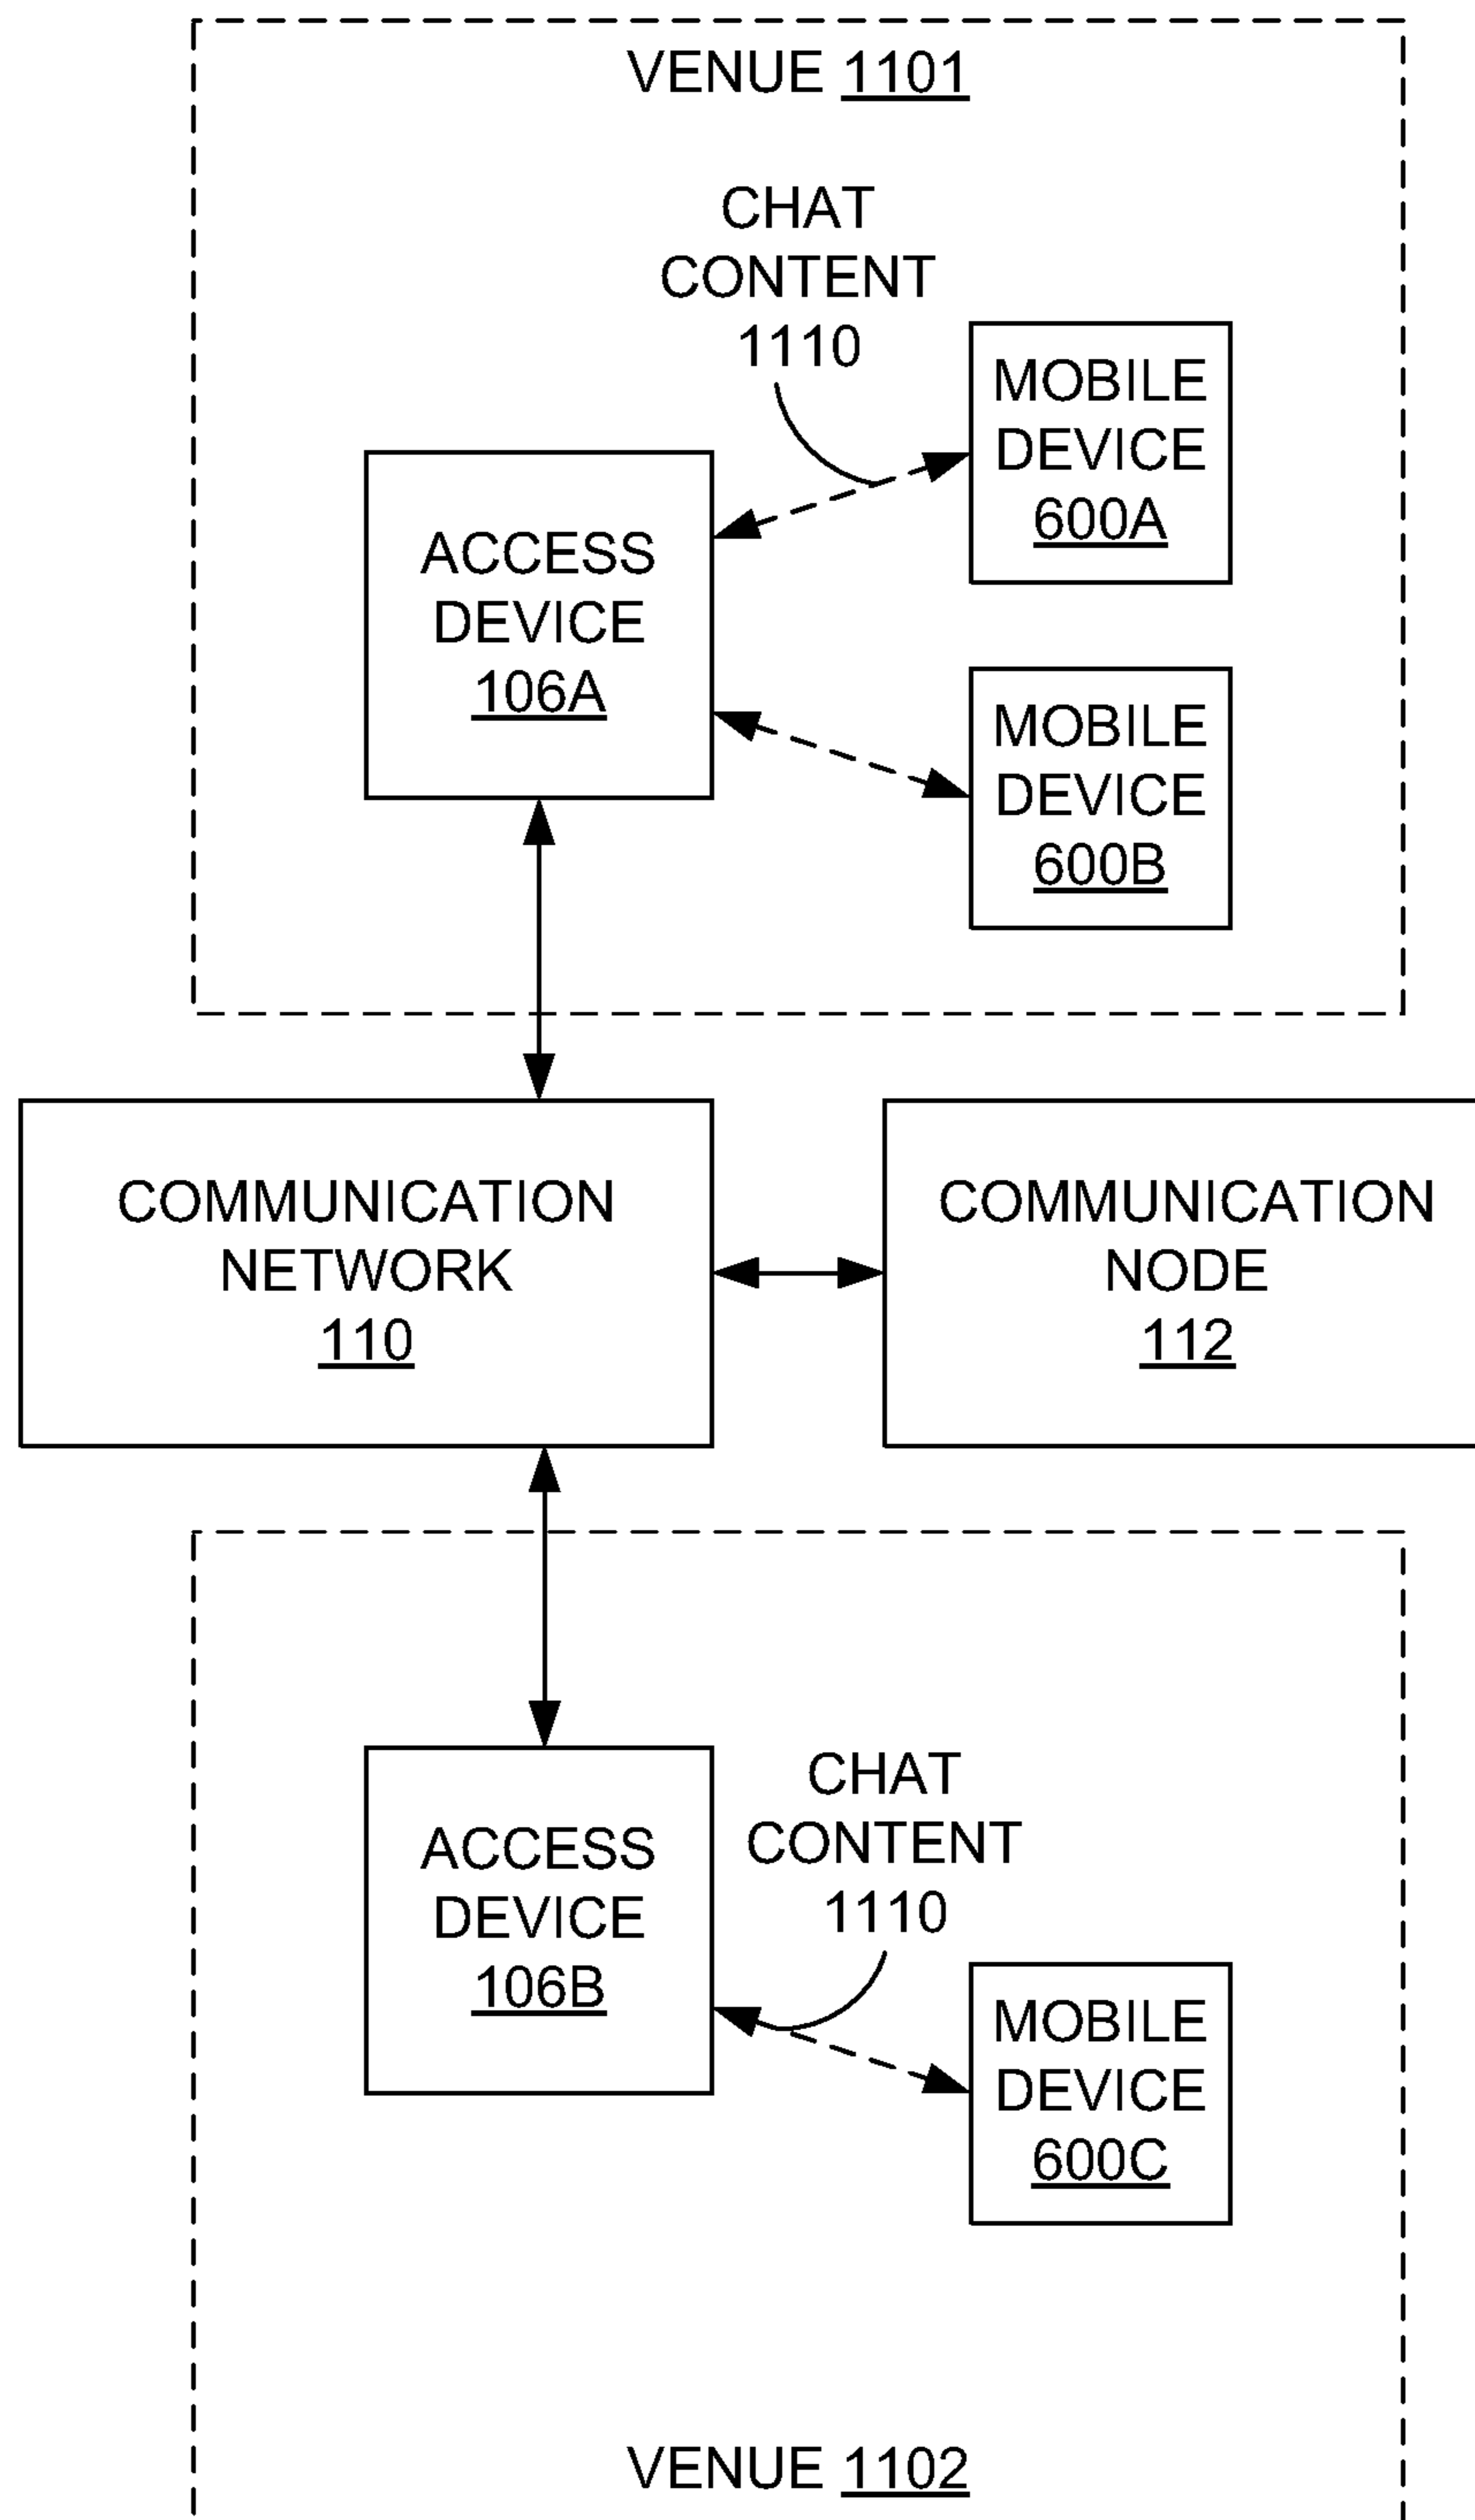 VENUE 1101
CHAT
CONTENT
1110
MOBILE
DEVICE
600A
ACCESS
DEVICE
106A
MOBILE
DEVICE
600B
COMMUNICATION
NETWORK
110
COMMUNICATION
NODE
112
ACCESS
DEVICE
106B
CHAT
CONTENT
1110
MOBILE
DEVICE
600C
VENUE 1102